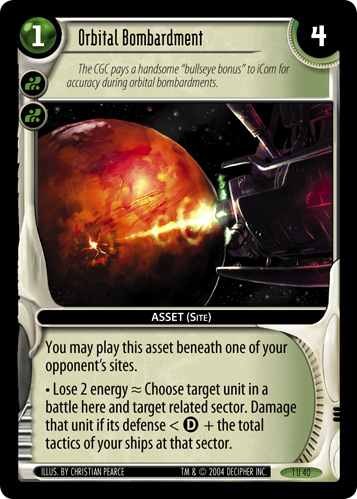 1 Orbital Bombardment 4
The CGC pays a handsome “bullseye bonus” to iCom for
accuracy during orbital bombardments.
ASSET (SITE)
You may play this asset beneath one of your
opponent's sites.
• Lose 2 energy ≈ Choose target unit in a
battle here and target related sector. Damage
that unit if its defense < D + the total
tactics of your ships at that sector.
ILLUS. BY CHRISTIAN PEARCE TM & © 2004 DECIPHER INC. 1 U 40